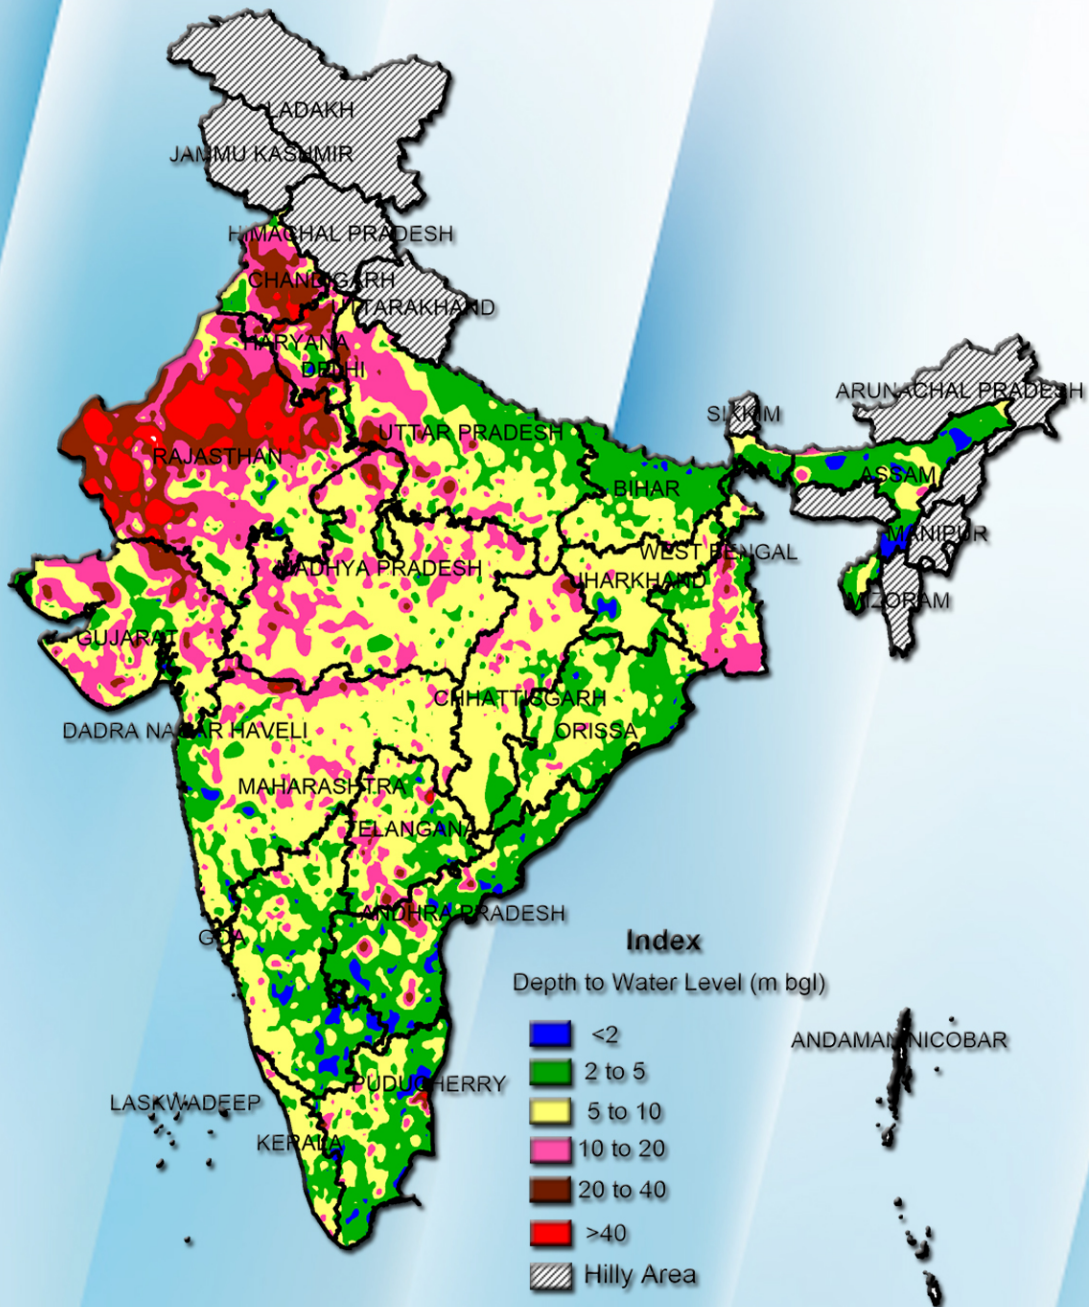 LADAKH
JAMMU KASHMIR
HIMACHAL PRADESH
CHANDIGARH
UTTARAKHAND
HARYANA
DELHI
ARUNACHAL PRADESH
SIKKIM
UTTAR PRADESH
RAJASTHAN
ASSAM
BIHAR
MANIPUR
WEST BENGAL
MADHYA PRADESH
JHARKHAND
MIZORAM
GUJARAT
CHHATTISGARH
DADRA NAGAR HAVELI
ORISSA
MAHARASHTRA
TELANGANA
ANDHRA PRADESH
GOA
Index
Depth to Water Level (m bgl)
<2
ANDAMAN NICOBAR
2 to 5
PUDUCHERRY
LASKWADEEP
5 to 10
KERALA
10 to 20
20 to 40
>40
Hilly Area